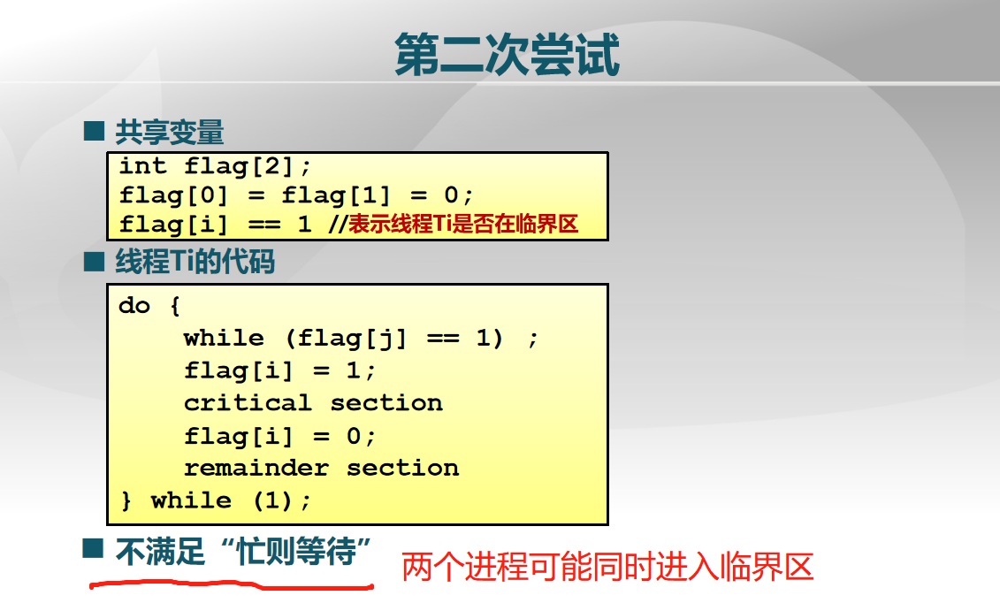 第二次尝试
■ 共享变量
int flag[2];
flag[0] = flag[1] = 0;
flag[i] == 1 //表示线程Ti是否在临界区
■ 线程Ti的代码
do {
    while (flag[j] == 1) ;
    flag[i] = 1;
    critical section
    flag[i] = 0;
    remainder section
} while (1);
■ 不满足“忙则等待”
两个进程可能同时进入临界区